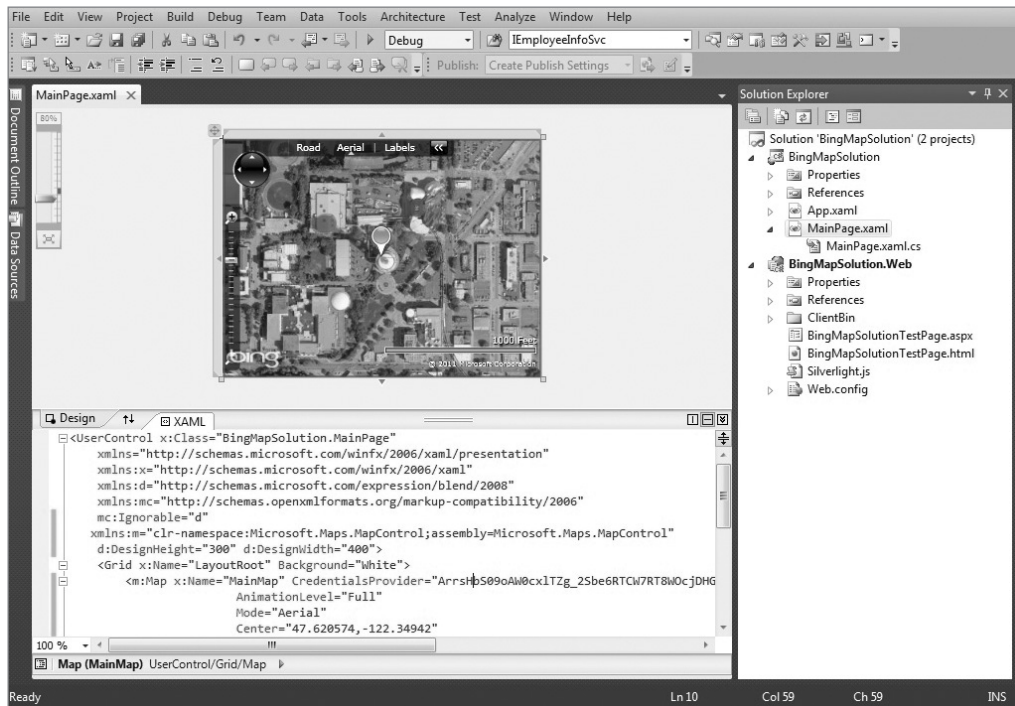 File Edit View Project Build Debug Team Data Tools Architecture Test Analyze Window Help
Debug IEmployeeInfoSvc
Publish: Create Publish Settings
MainPage.xaml
Document Outline
Data Sources
80%
Road Aerial | Labels <<
1000 Feet
bing
© 2011 Microsoft Corporation
Design XAML
<UserControl x:Class="BingMapSolution.MainPage"
xmlns="http://schemas.microsoft.com/winfx/2006/xaml/presentation"
xmlns:x="http://schemas.microsoft.com/winfx/2006/xaml"
xmlns:d="http://schemas.microsoft.com/expression/blend/2008"
xmlns:mc="http://schemas.openxmlformats.org/markup-compatibility/2006"
mc:Ignorable="d"
xmlns:m="clr-namespace:Microsoft.Maps.MapControl;assembly=Microsoft.Maps.MapControl"
d:DesignHeight="300" d:DesignWidth="400">
<Grid x:Name="LayoutRoot" Background="White">
<m:Map x:Name="MainMap" CredentialsProvider="ArrsHbS09oAW0cxlTZg_2Sbe6RTCW7RT8WOcjDHG
AnimationLevel="Full"
Mode="Aerial"
Center="47.620574,-122.34942"
100 %
Map (MainMap) UserControl/Grid/Map
Solution Explorer
Solution 'BingMapSolution' (2 projects)
BingMapSolution
Properties
References
App.xaml
MainPage.xaml
MainPage.xaml.cs
BingMapSolution.Web
Properties
References
ClientBin
BingMapSolutionTestPage.aspx
BingMapSolutionTestPage.html
Silverlight.js
Web.config
Ready Ln 10 Col 59 Ch 59 INS